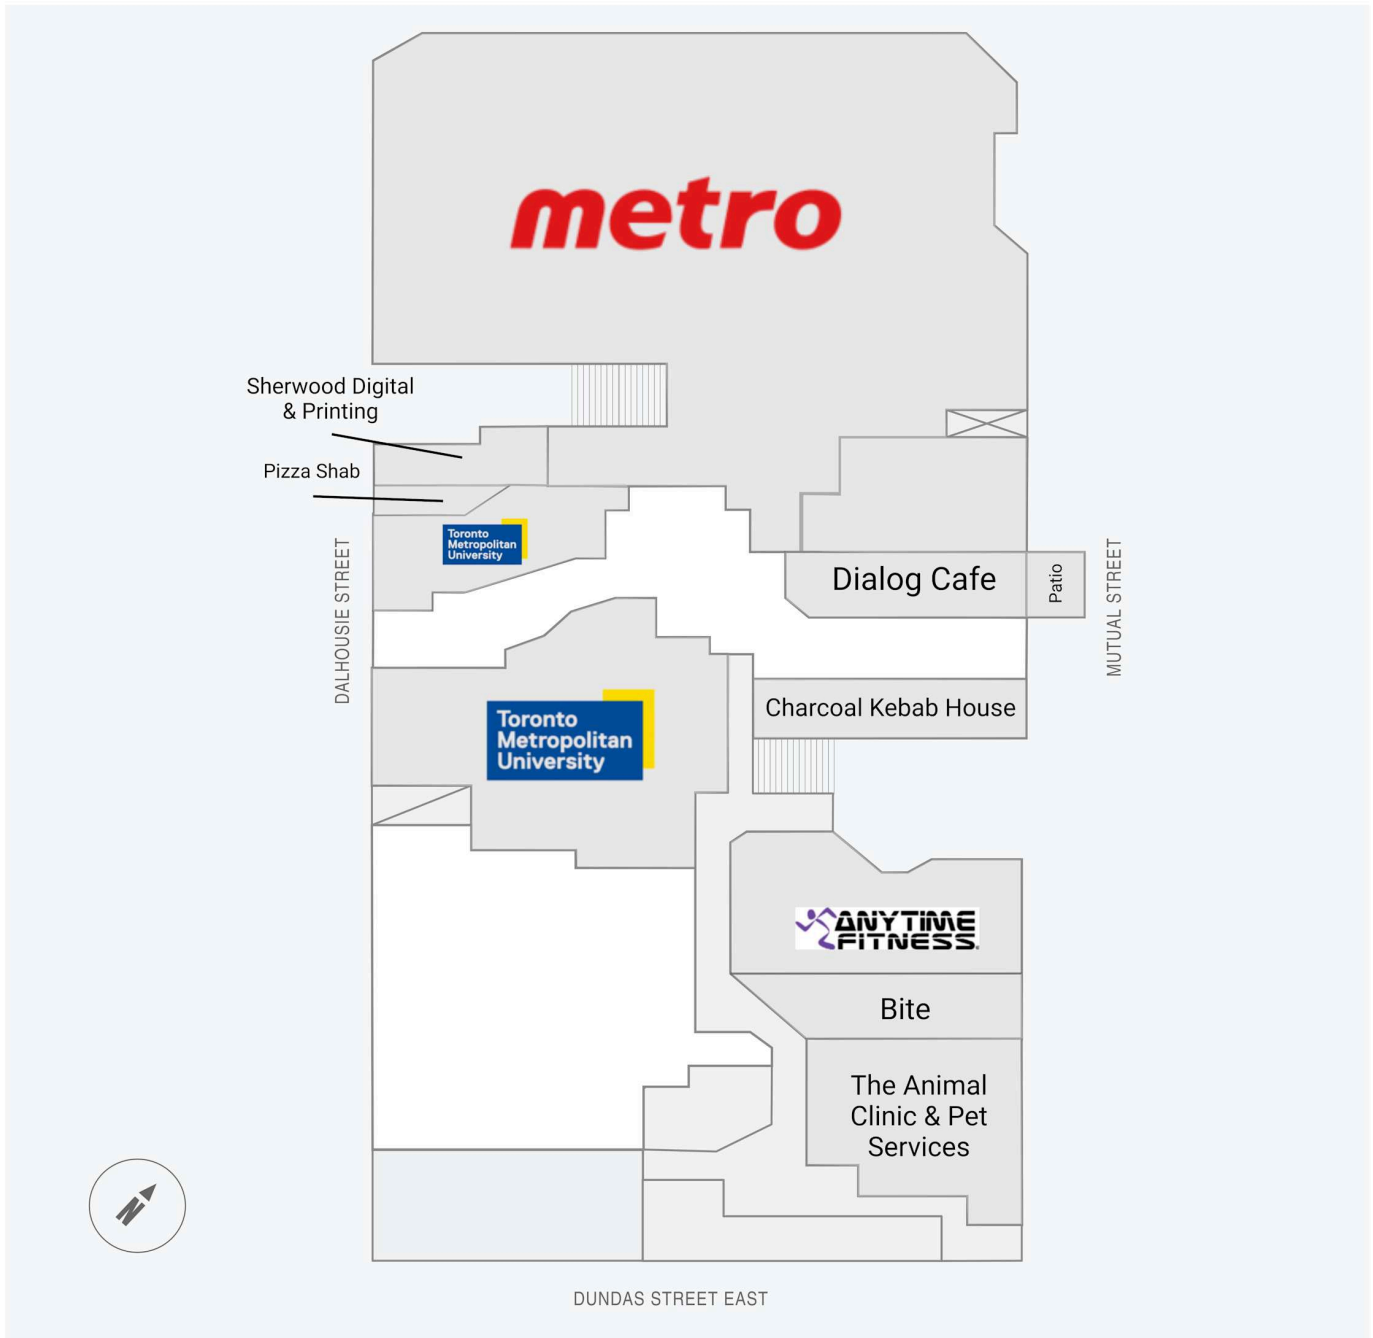 metro
Sherwood Digital
& Printing
Pizza Shab
Toronto
Metropolitan
University
DALHOUSIE STREET
Dialog Cafe
Patio
MUTUAL STREET
Charcoal Kebab House
Toronto
Metropolitan
University
ANYTIME
FITNESS.
Bite
The Animal
Clinic & Pet
Services
N
DUNDAS STREET EAST